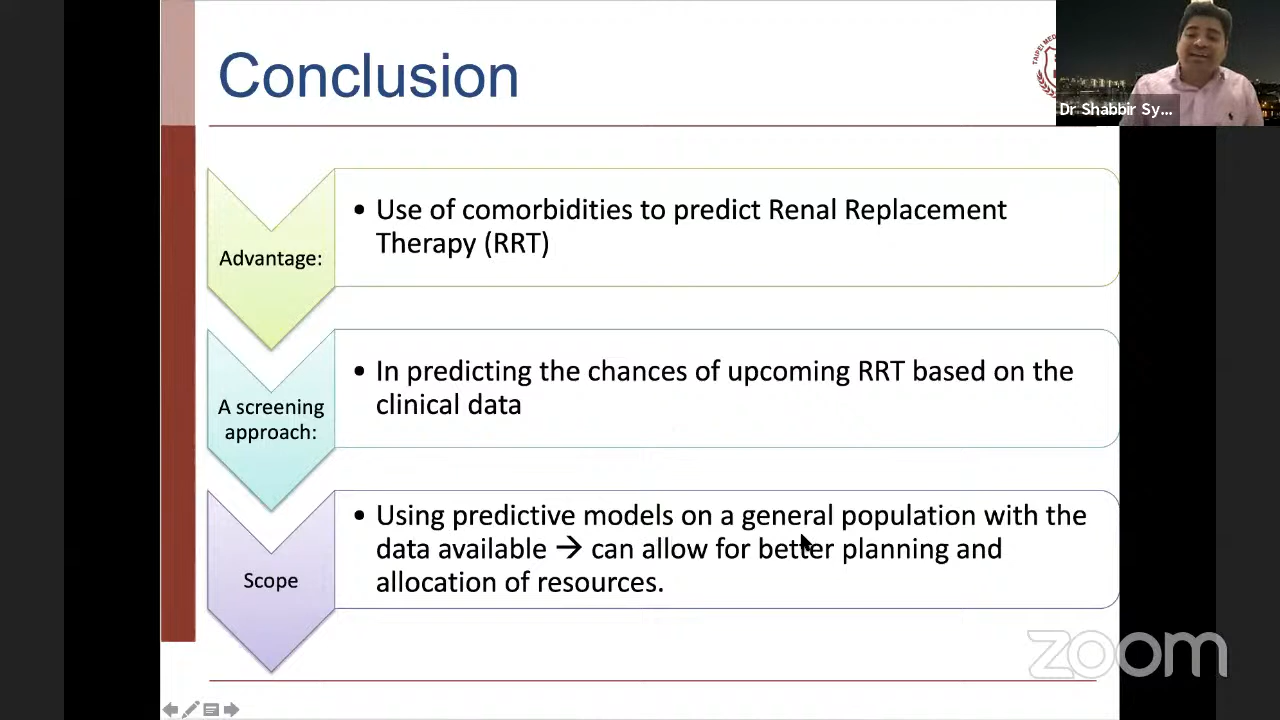 Conclusion
TAIPEI MED
Dr Shabbir Sy...
Advantage:
• Use of comorbidities to predict Renal Replacement
Therapy (RRT)
A screening
approach:
• In predicting the chances of upcoming RRT based on the
clinical data
Scope
• Using predictive models on a general population with the
data available → can allow for better planning and
allocation of resources.
zoom